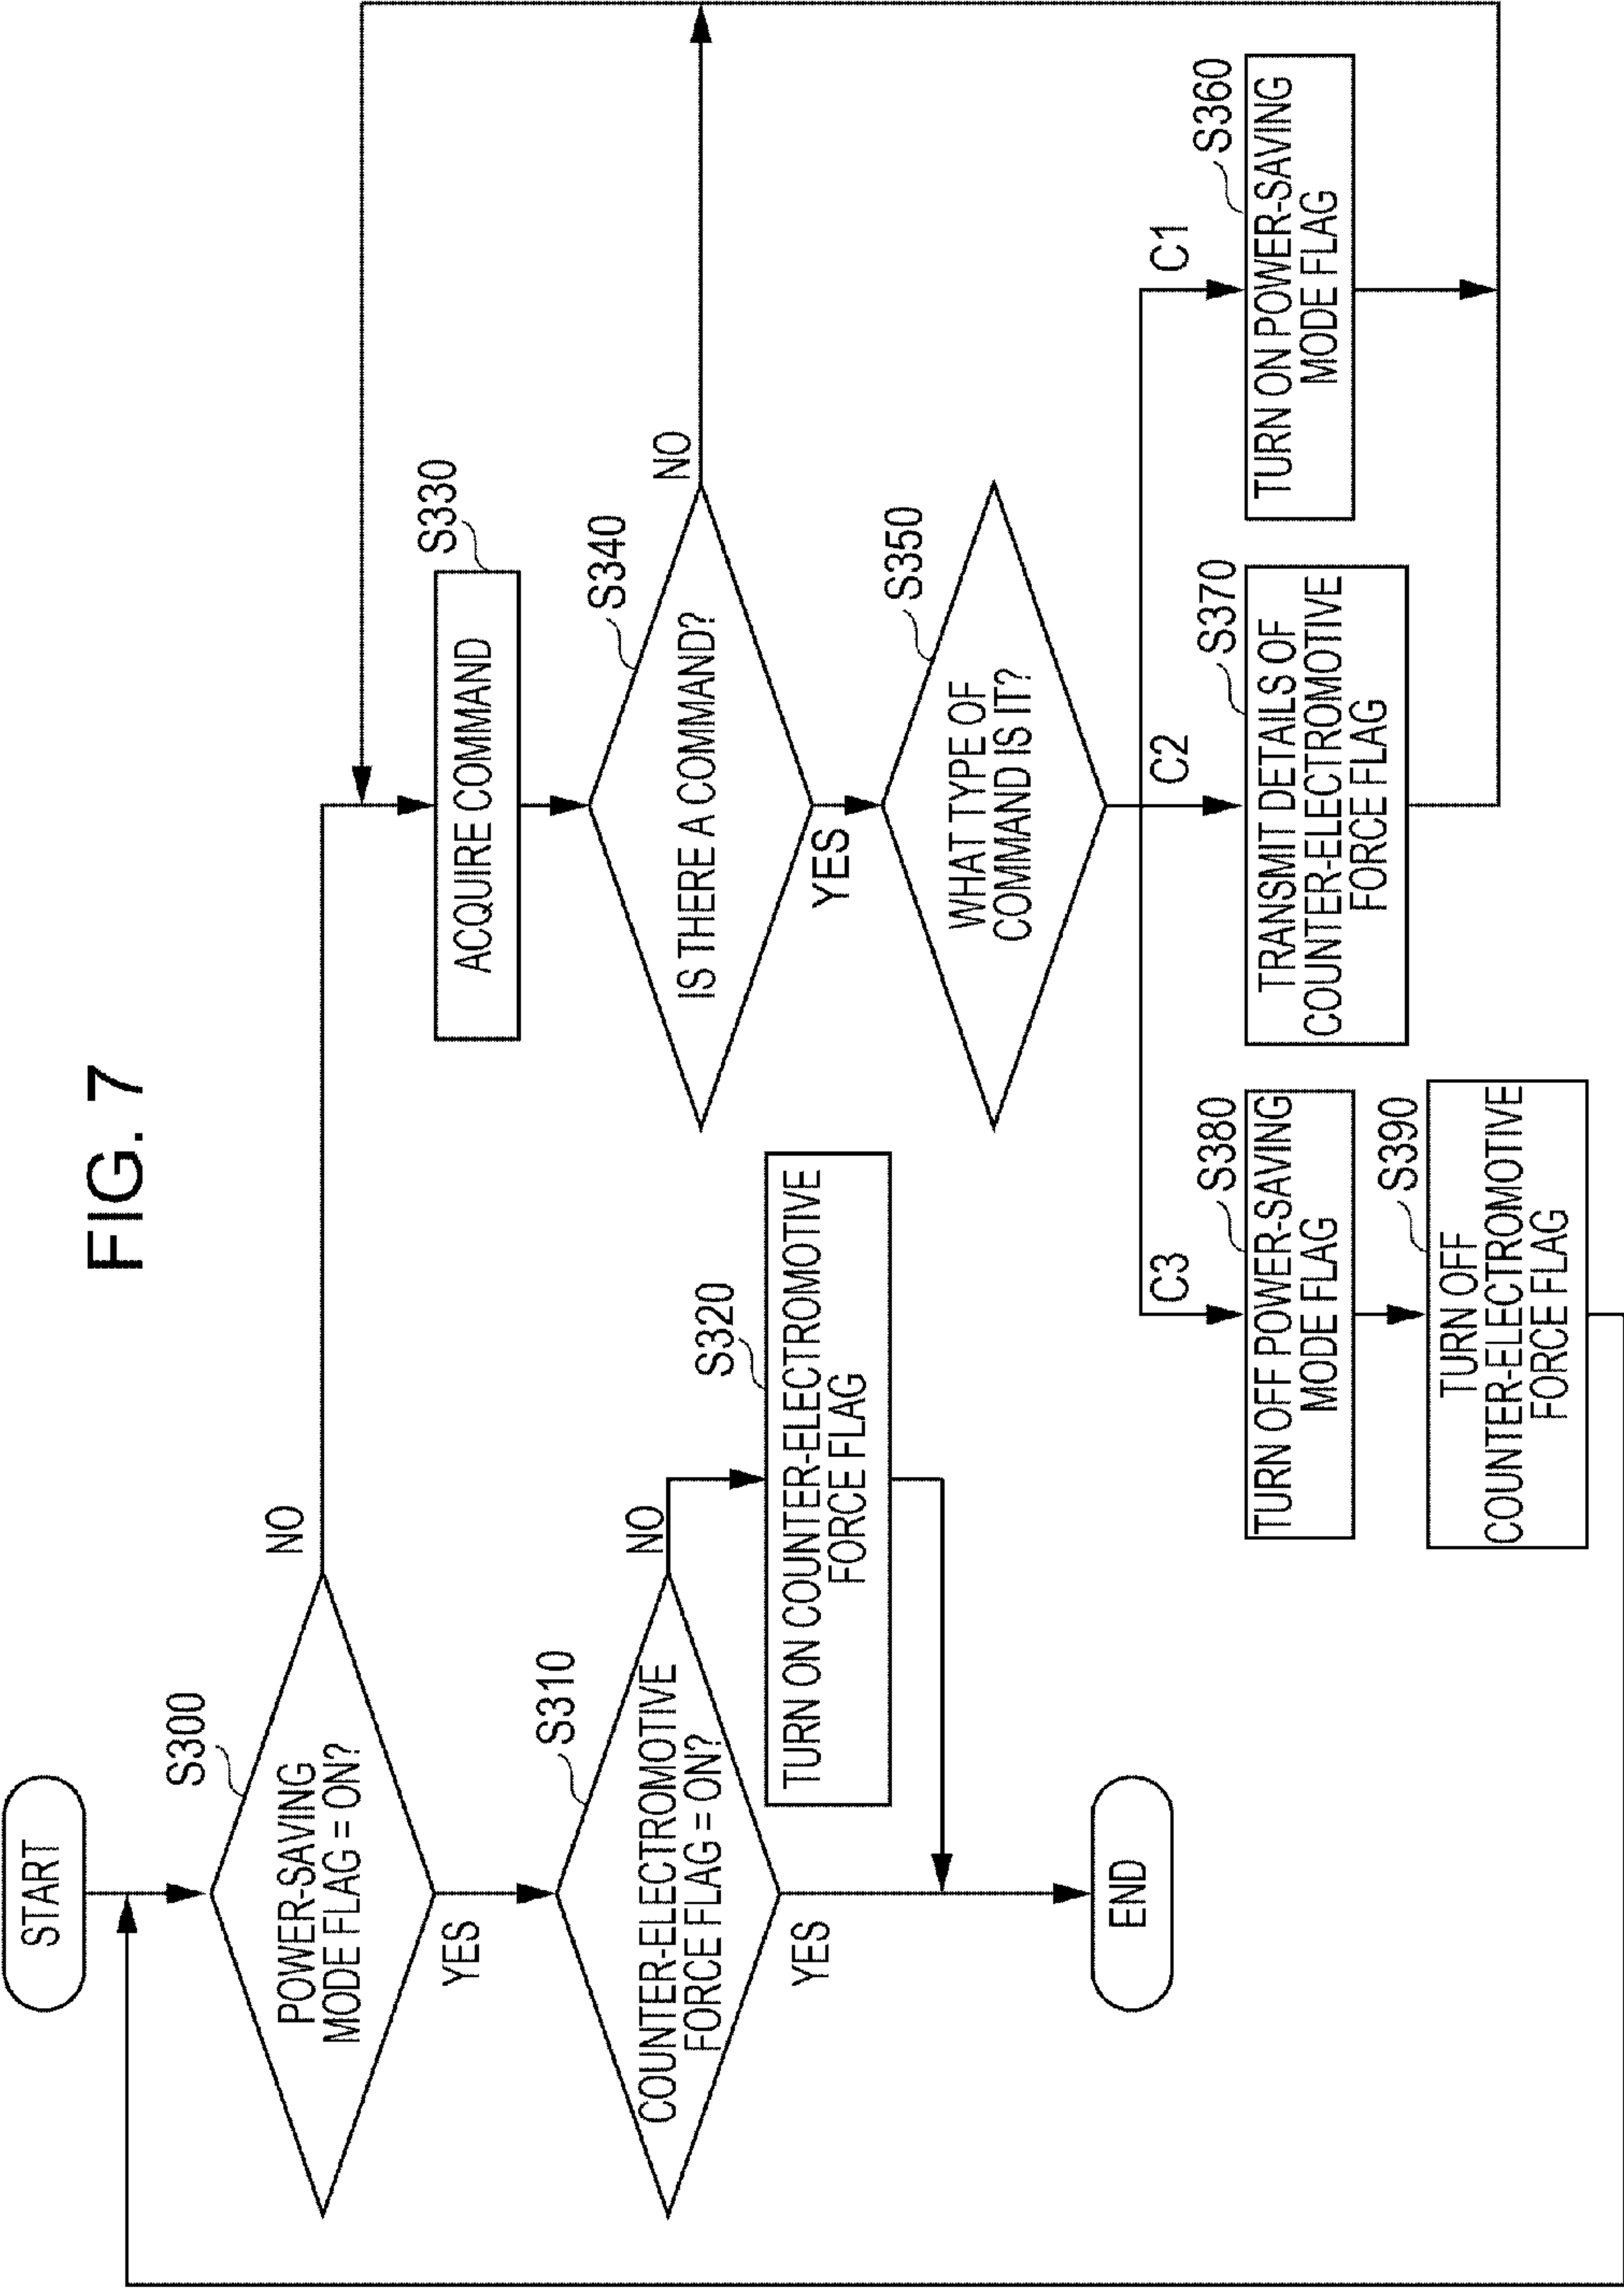 FIG. 7
START
S300
POWER-SAVING
MODE FLAG = ON?
NO
YES
S310
COUNTER-ELECTROMOTIVE
FORCE FLAG = ON?
NO
YES
S320
TURN ON COUNTER-ELECTROMOTIVE
FORCE FLAG
END
S330
ACQUIRE COMMAND
S340
IS THERE A COMMAND?
NO
YES
S350
WHAT TYPE OF
COMMAND IS IT?
C3
C2
C1
S380
TURN OFF POWER-SAVING
MODE FLAG
S390
TURN OFF
COUNTER-ELECTROMOTIVE
FORCE FLAG
S370
TRANSMIT DETAILS OF
COUNTER-ELECTROMOTIVE
FORCE FLAG
S360
TURN ON POWER-SAVING
MODE FLAG